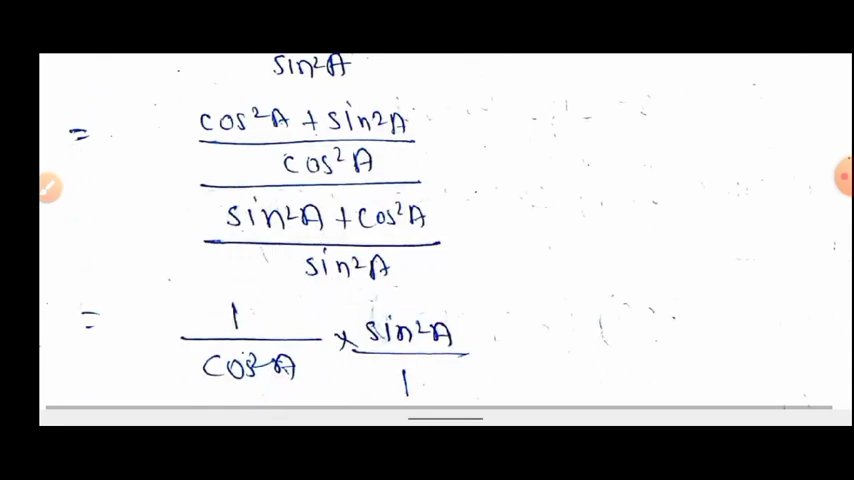 sin²A
= cos²A + sin²A
cos²A
sin²A + cos²A
sin²A
= 1 / cos²A × sin²A / 1